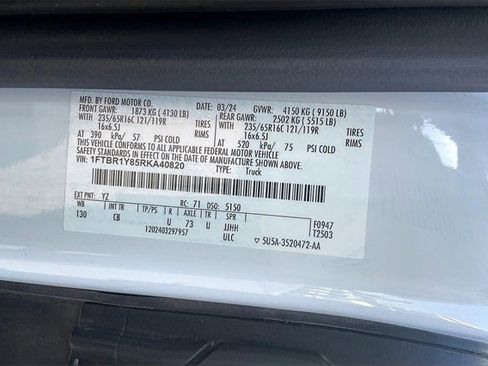 MFD. BY FORD MOTOR CO.
DATE: 03/24 GVWR: 4150 KG (9150 LB)
FRONT GAWR: 1873 KG (4130 LB) REAR GAWR: 2502 KG (5515 LB)
235/65R16C 121/119R TIRES 235/65R16C 121/119R TIRES
16x6.5J RIMS 16x6.5J RIMS
AT 390 kPa/ 57 PSI COLD AT 520 kPa/ 75 PSI COLD
THIS VEHICLE CONFORMS TO ALL APPLICABLE FEDERAL MOTOR VEHICLE
SAFETY STANDARDS IN EFFECT ON THE DATE OF MANUFACTURE SHOWN ABOVE.
VIN: 1FTBR1Y85RKA40820 TYPE: Truck
EXT PNT: YZ RC: 71 DSO: 5150 F0947
WB INT TR TP/PS R AXLE TR SPR T2503
130 CB U 73 U JJHH
1202403297957 ULC 5U5A-3520472-AA